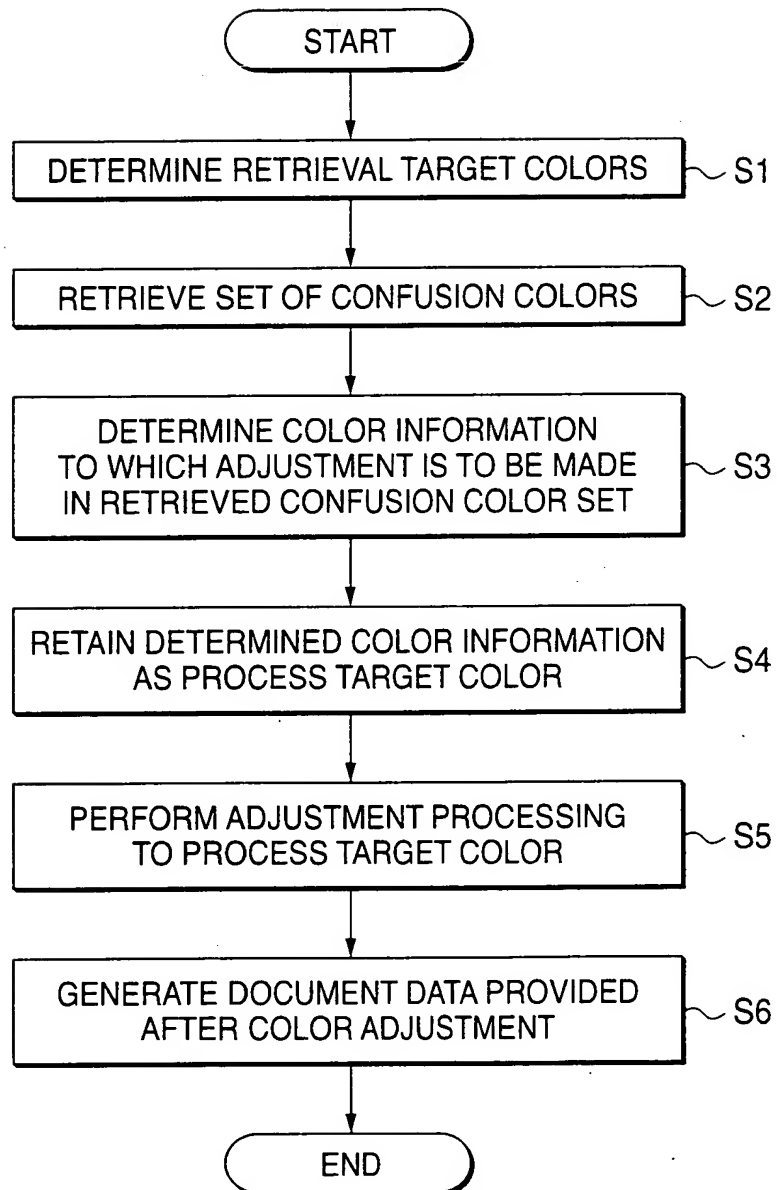 START
DETERMINE RETRIEVAL TARGET COLORS
S1
RETRIEVE SET OF CONFUSION COLORS
S2
DETERMINE COLOR INFORMATION
TO WHICH ADJUSTMENT IS TO BE MADE
IN RETRIEVED CONFUSION COLOR SET
S3
RETAIN DETERMINED COLOR INFORMATION
AS PROCESS TARGET COLOR
S4
PERFORM ADJUSTMENT PROCESSING
TO PROCESS TARGET COLOR
S5
GENERATE DOCUMENT DATA PROVIDED
AFTER COLOR ADJUSTMENT
S6
END